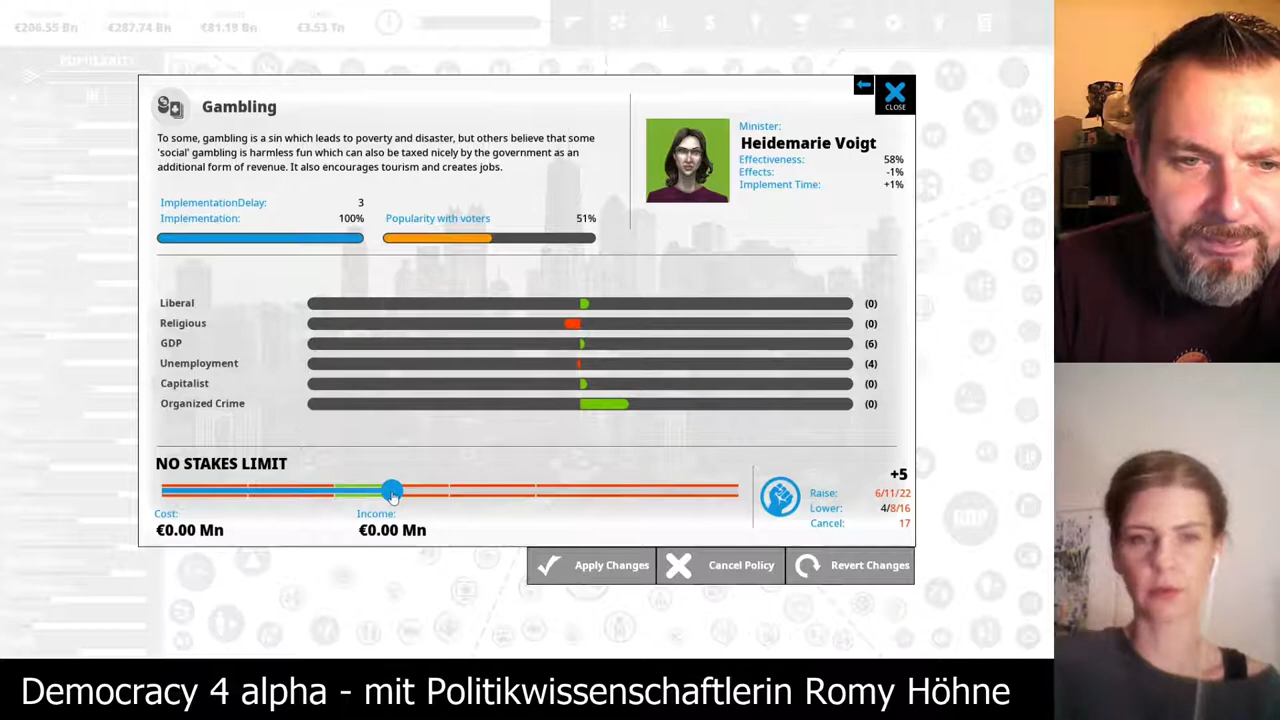 €206.55 Bn €287.74 Bn €81.19 Bn €3.53 Tn
POPULARITY
Gambling
CLOSE
To some, gambling is a sin which leads to poverty and disaster, but others believe that some
'social' gambling is harmless fun which can also be taxed nicely by the government as an
additional form of revenue. It also encourages tourism and creates jobs.
Minister:
Heidemarie Voigt
Effectiveness: 58%
Effects: -1%
Implement Time: +1%
ImplementationDelay: 3
Implementation: 100%
Popularity with voters 51%
Liberal (0)
Religious (0)
GDP (6)
Unemployment (4)
Capitalist (0)
Organized Crime (0)
NO STAKES LIMIT
Cost: Income:
€0.00 Mn €0.00 Mn
+5
Raise: 6/11/22
Lower: 4/8/16
Cancel: 17
Apply Changes Cancel Policy Revert Changes
Democracy 4 alpha - mit Politikwissenschaftlerin Romy Höhne